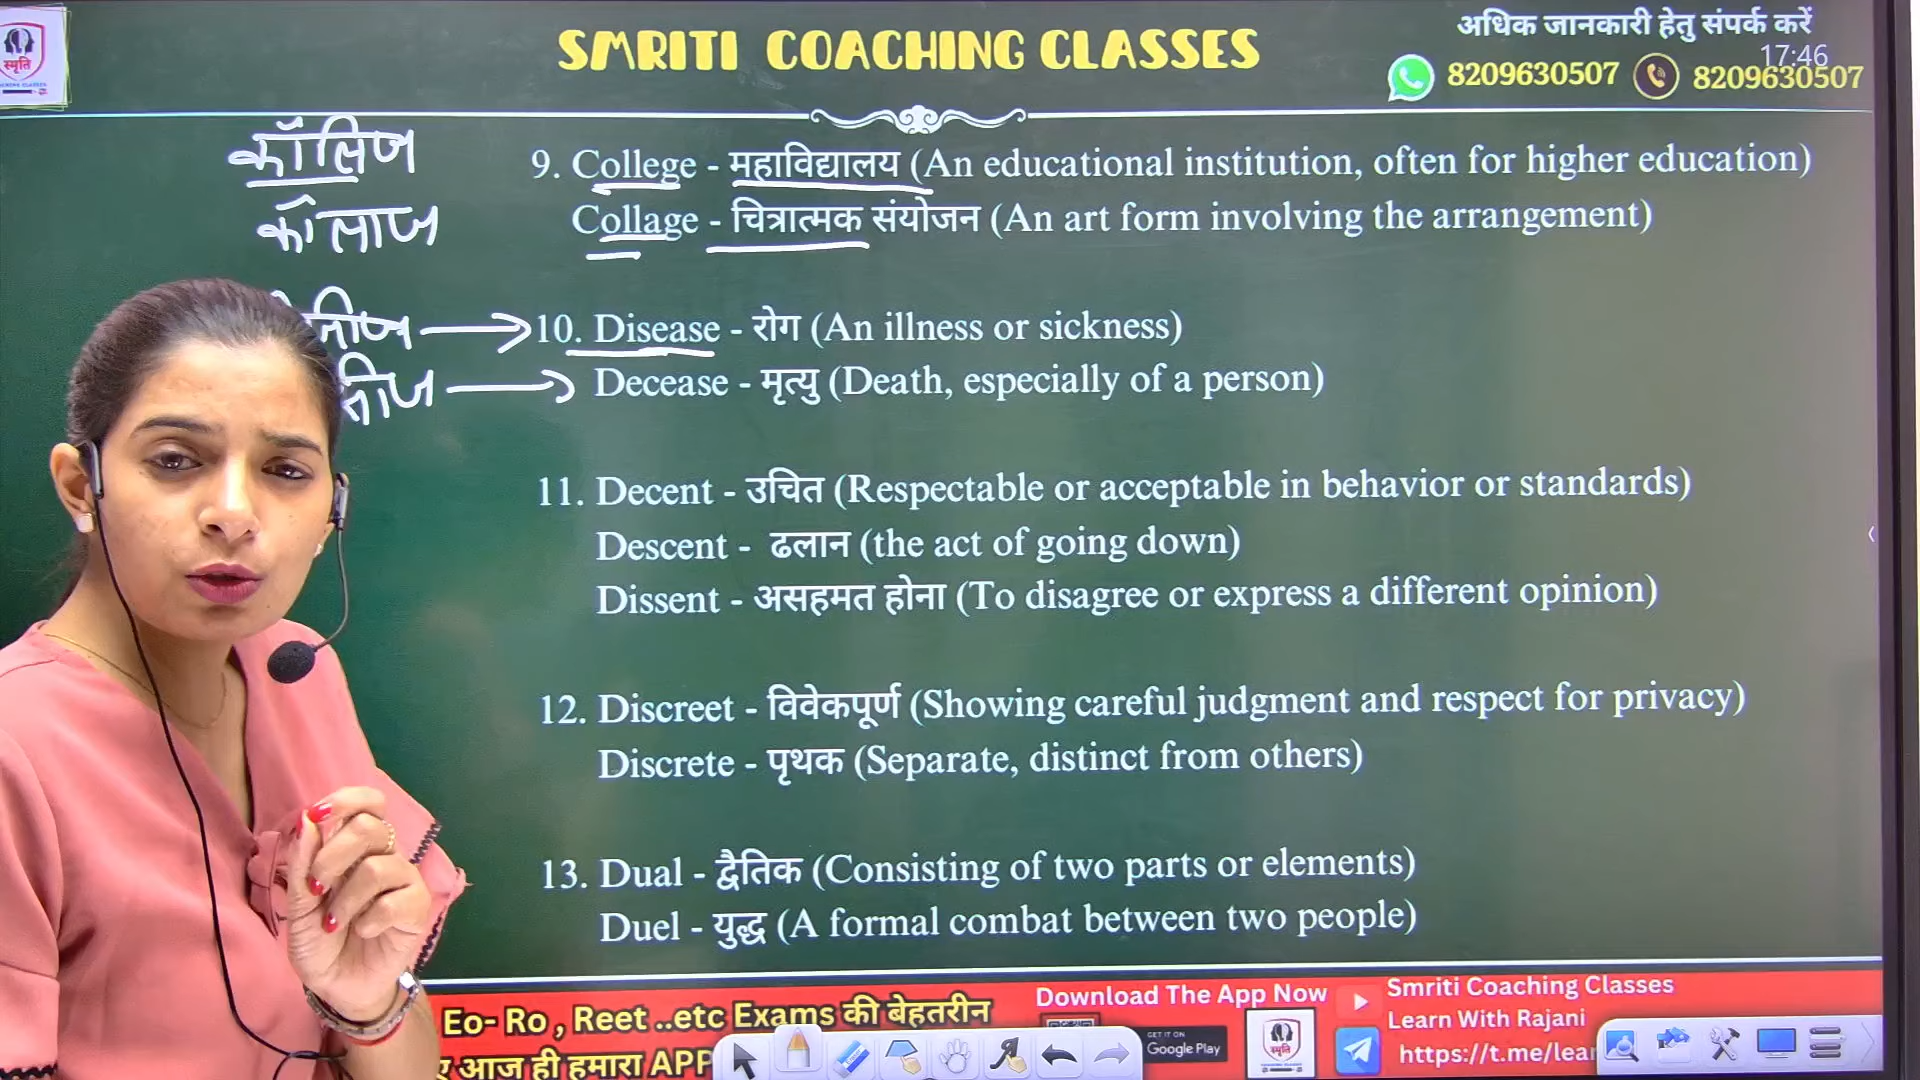 स्मृति
SMRITI COACHING CLASSES
अधिक जानकारी हेतु संपर्क करें
17:46
8209630507 8209630507
कॉलिज
कॉलाज
9. College - महाविद्यालय (An educational institution, often for higher education)
Collage - चित्रात्मक संयोजन (An art form involving the arrangement)
10. Disease - रोग (An illness or sickness)
Decease - मृत्यु (Death, especially of a person)
11. Decent - उचित (Respectable or acceptable in behavior or standards)
Descent - ढलान (the act of going down)
Dissent - असहमत होना (To disagree or express a different opinion)
12. Discreet - विवेकपूर्ण (Showing careful judgment and respect for privacy)
Discrete - पृथक (Separate, distinct from others)
13. Dual - द्वैतिक (Consisting of two parts or elements)
Duel - युद्ध (A formal combat between two people)
Eo- Ro , Reet ..etc Exams की बेहतरीन
आज ही हमारा APP
Download The App Now
GET IT ON
Google Play
स्मृति
Smriti Coaching Classes
Learn With Rajani
https://t.me/lear